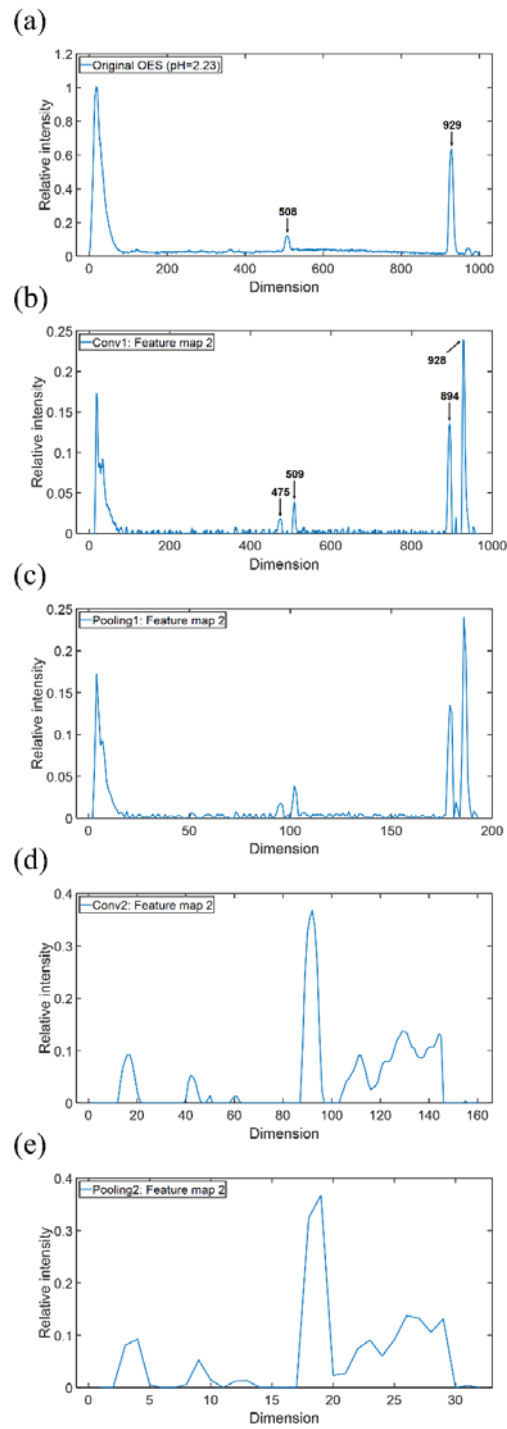 (a)
Original OES (pH=2.23)
Relative intensity
1.2
1
0.8
0.6
0.4
0.2
0
508
929
0 200 400 600 800 1000
Dimension
(b)
Conv1: Feature map 2
Relative intensity
0.25
0.2
0.15
0.1
0.05
0
475
509
894
928
0 200 400 600 800 1000
Dimension
(c)
Pooling1: Feature map 2
Relative intensity
0.25
0.2
0.15
0.1
0.05
0
0 50 100 150 200
Dimension
(d)
Conv2: Feature map 2
Relative intensity
0.4
0.3
0.2
0.1
0
0 20 40 60 80 100 120 140 160
Dimension
(e)
Pooling2: Feature map 2
Relative intensity
0.4
0.3
0.2
0.1
0
0 5 10 15 20 25 30
Dimension